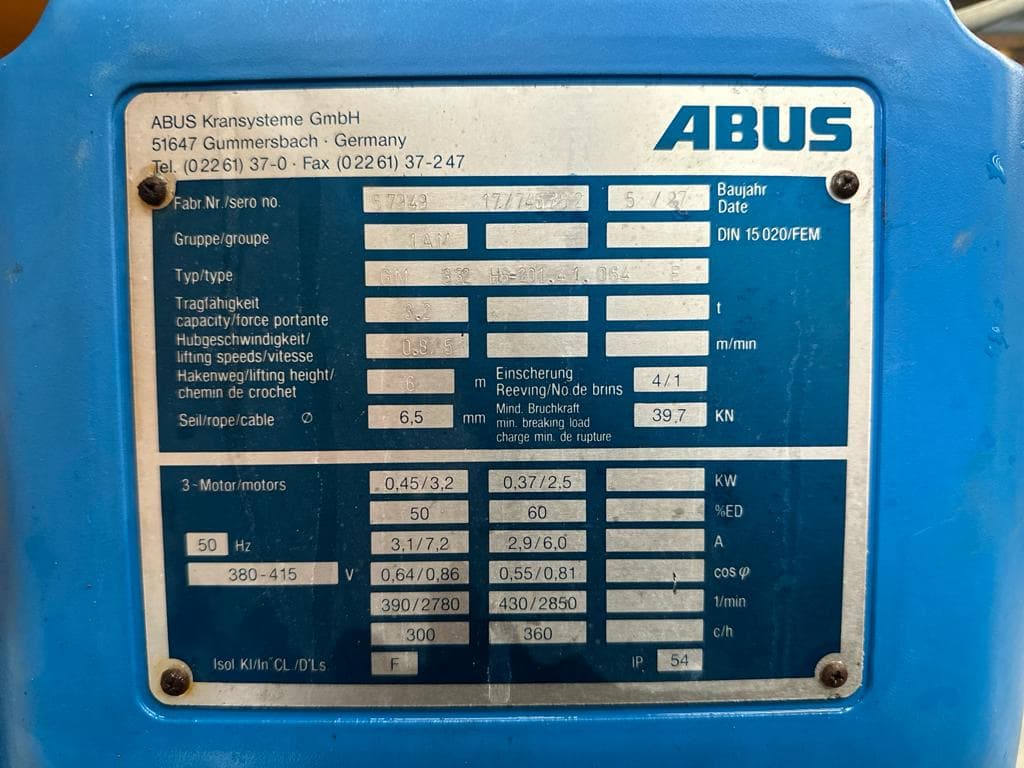 ABUS Kransysteme GmbH
51647 Gummersbach · Germany
Tel. (0 22 61) 37-0 · Fax (0 22 61) 37-2 47
ABUS
Fabr.Nr./sero no. 5 / Baujahr
Date
Gruppe/groupe DIN 15 020/FEM
Typ/type
Tragfähigkeit
capacity/force portante 3.2 t
Hubgeschwindigkeit/
lifting speeds/vitesse 0.8/5 m/min
Hakenweg/lifting height/
chemin de crochet 6 m
Einscherung
Reeving/No.de brins 4/1
Seil/rope/cable Ø 6,5 mm
Mind. Bruchkraft
min. breaking load
charge min. de rupture 39,7 KN
3~Motor/motors 0,45/3,2 0,37/2,5 KW
50 60 %ED
50 Hz 3,1/7,2 2,9/6,0 A
380-415 V 0,64/0,86 0,55/0,81 cos φ
390/2780 430/2850 1/min
300 360 c/h
Isol Kl/In CL./D'Ls F IP 54